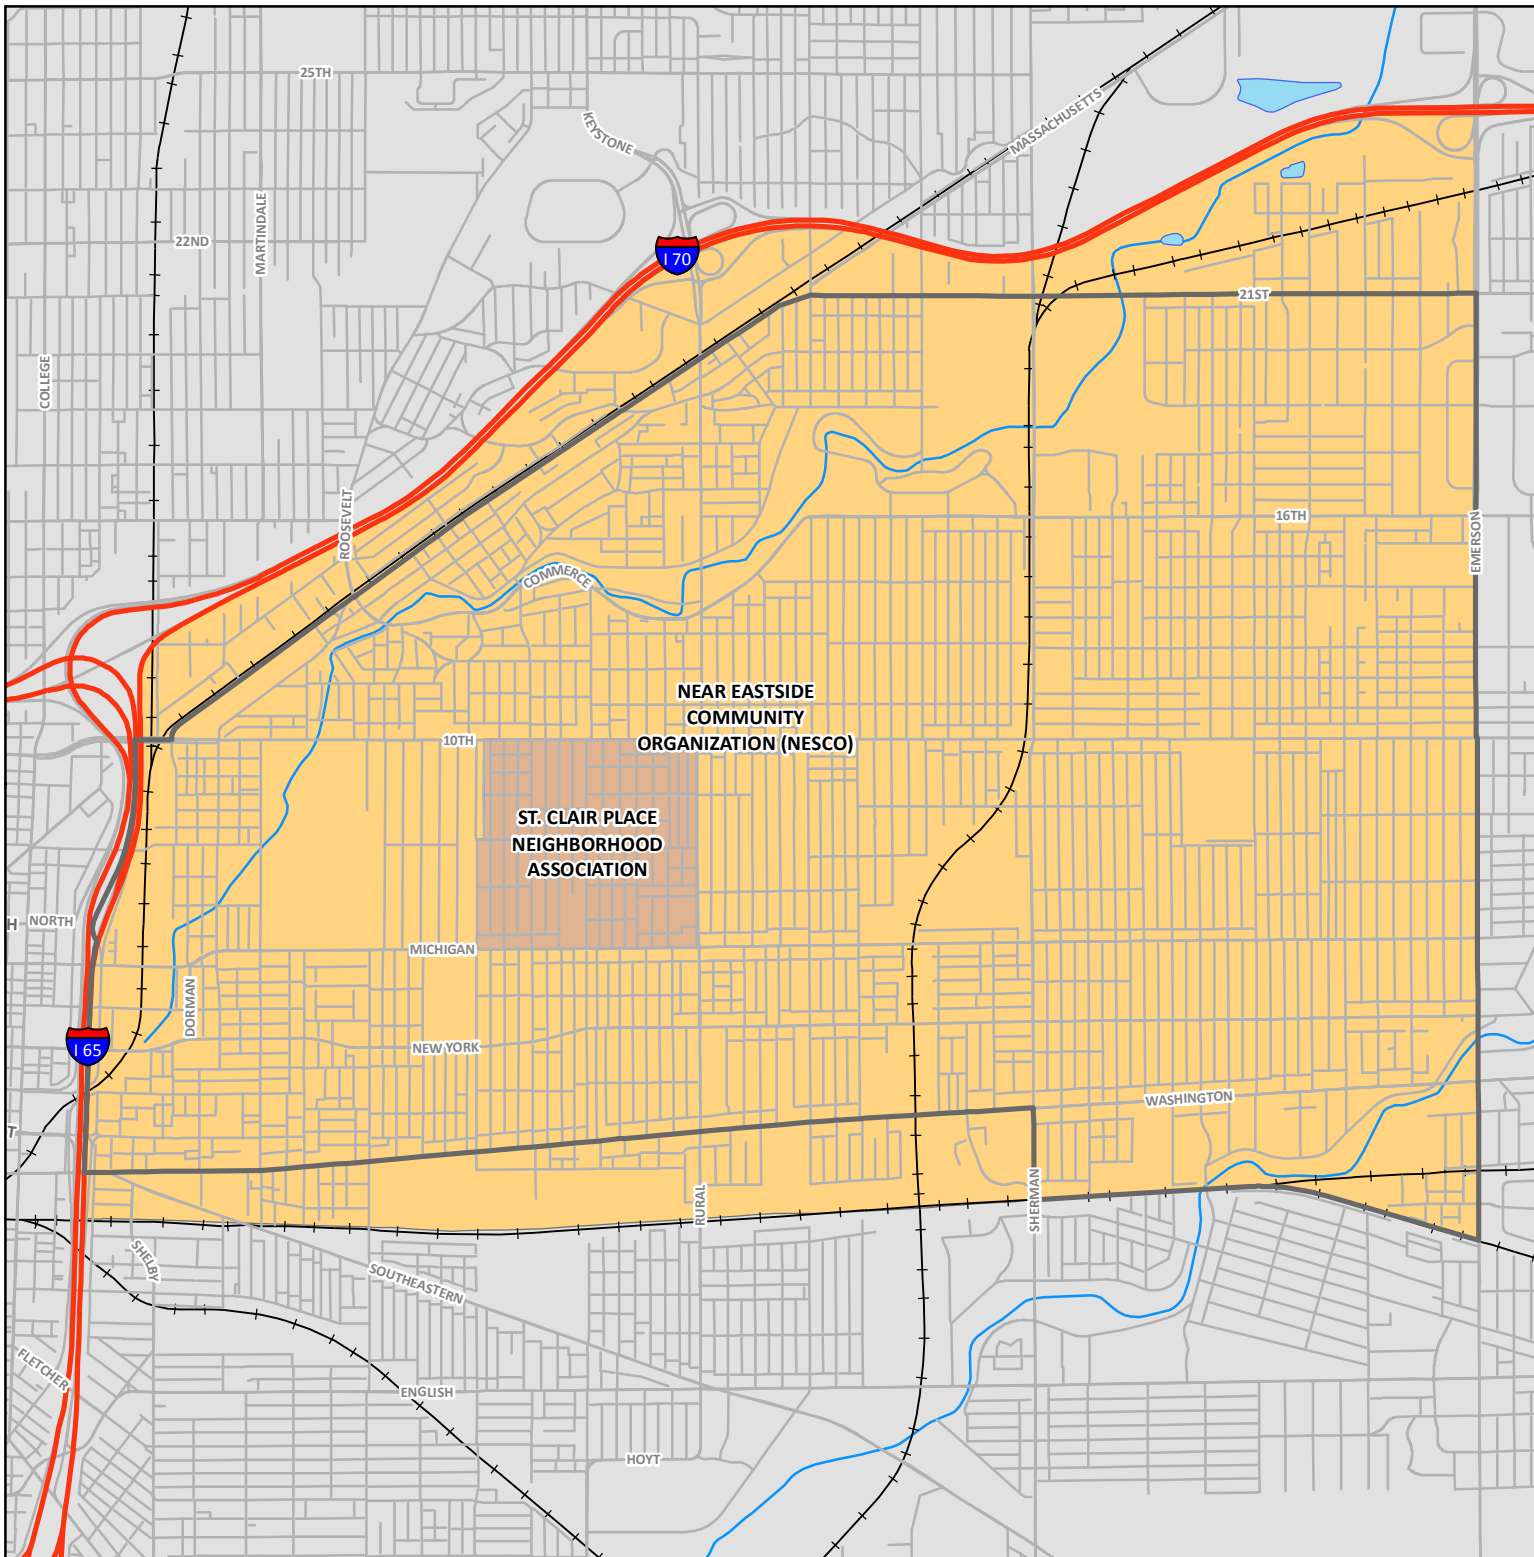 25TH
KEYSTONE
MASSACHUSETTS
MARTINDALE
22ND
I 70
21ST
COLLEGE
ROOSEVELT
16TH
EMERSON
COMMERCE
NEAR EASTSIDE
COMMUNITY
ORGANIZATION (NESCO)
10TH
ST. CLAIR PLACE
NEIGHBORHOOD
ASSOCIATION
H
NORTH
MICHIGAN
DORMAN
I 65
NEW YORK
WASHINGTON
T
RURAL
SHERMAN
SHELBY
SOUTHEASTERN
FLETCHER
ENGLISH
HOYT